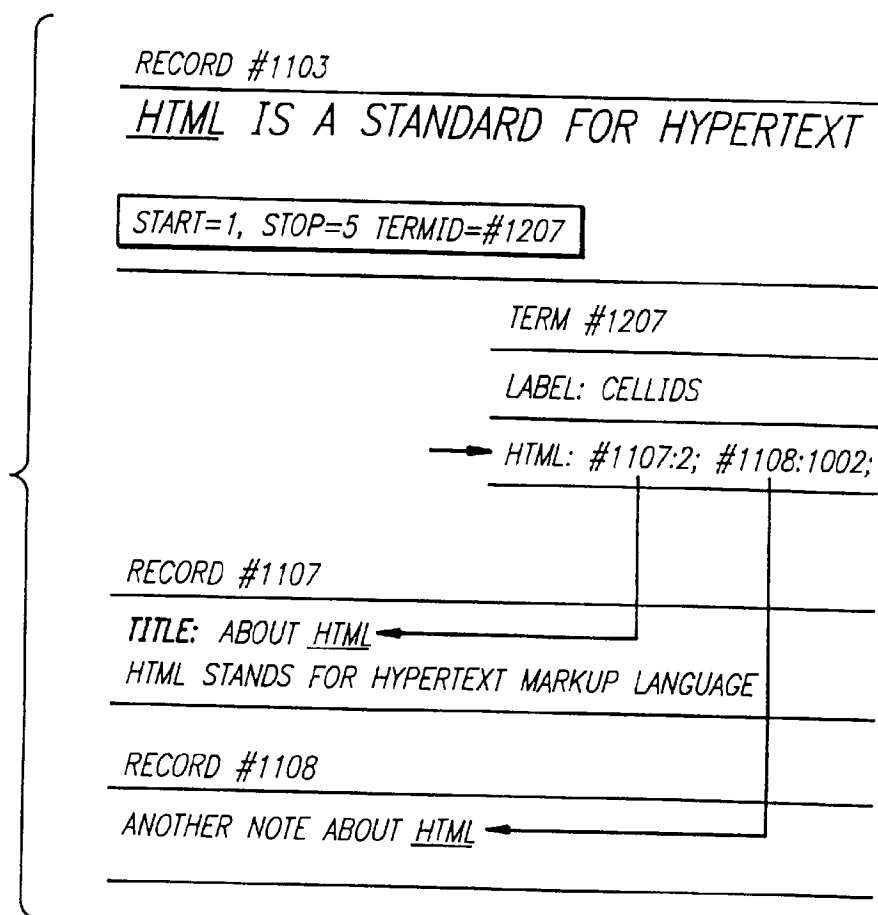 RECORD #1103
HTML IS A STANDARD FOR HYPERTEXT
START=1, STOP=5 TERMID=#1207
TERM #1207
LABEL: CELLIDS
HTML: #1107:2; #1108:1002;
RECORD #1107
TITLE: ABOUT HTML
HTML STANDS FOR HYPERTEXT MARKUP LANGUAGE
RECORD #1108
ANOTHER NOTE ABOUT HTML